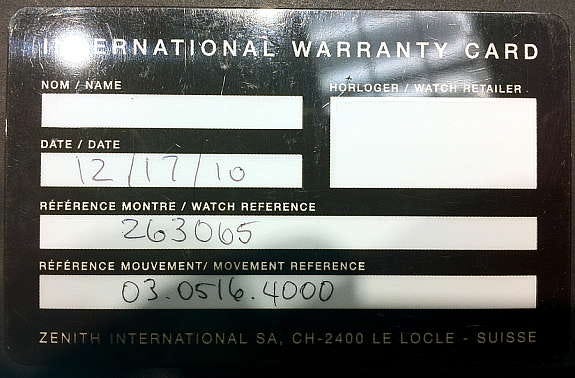 INTERNATIONAL WARRANTY CARD
NOM / NAME
HORLOGER / WATCH RETAILER
DATE / DATE
12/17/10
RÉFÉRENCE MONTRE / WATCH REFERENCE
263065
RÉFÉRENCE MOUVEMENT/ MOVEMENT REFERENCE
03.0516.4000
ZENITH INTERNATIONAL SA, CH-2400 LE LOCLE - SUISSE